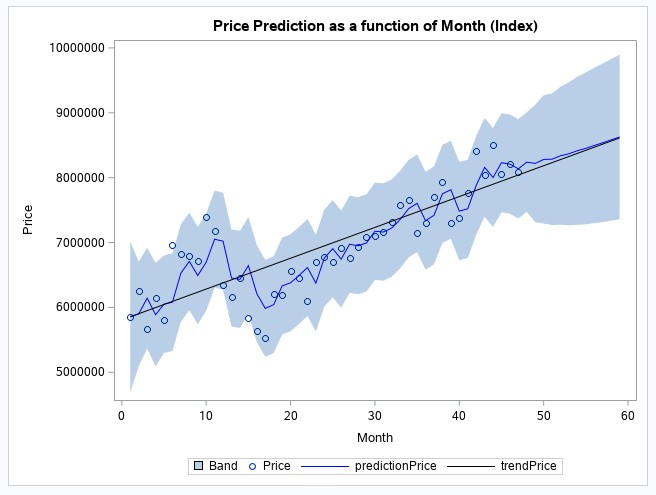 Price Prediction as a function of Month (Index)
10000000
9000000
8000000
7000000
6000000
5000000
Price
0 10 20 30 40 50 60
Month
Band Price predictionPrice trendPrice